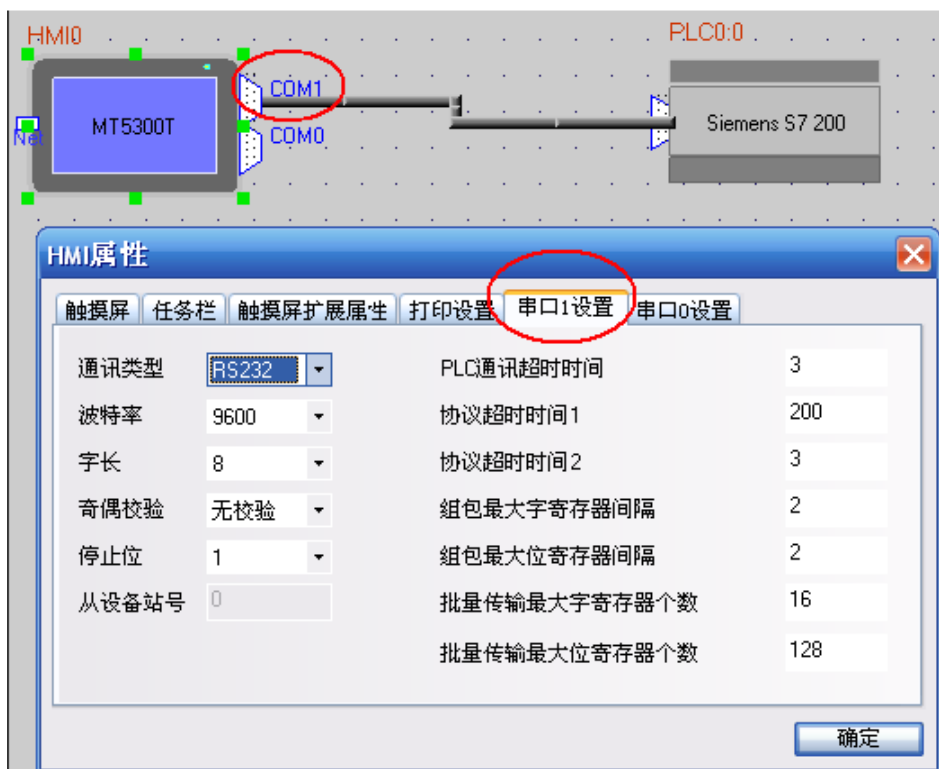 HMI0
PLC0:0
COM1
MT5300T
Siemens S7 200
Net
COM0
HMI属性
触摸屏 任务栏 触摸屏扩展属性 打印设置 串口1设置 串口0设置
通讯类型 RS232 PLC通讯超时时间 3
波特率 9600 协议超时时间1 200
字长 8 协议超时时间2 3
奇偶校验 无校验 组包最大字寄存器间隔 2
停止位 1 组包最大位寄存器间隔 2
从设备站号 0 批量传输最大字寄存器个数 16
批量传输最大位寄存器个数 128
确定